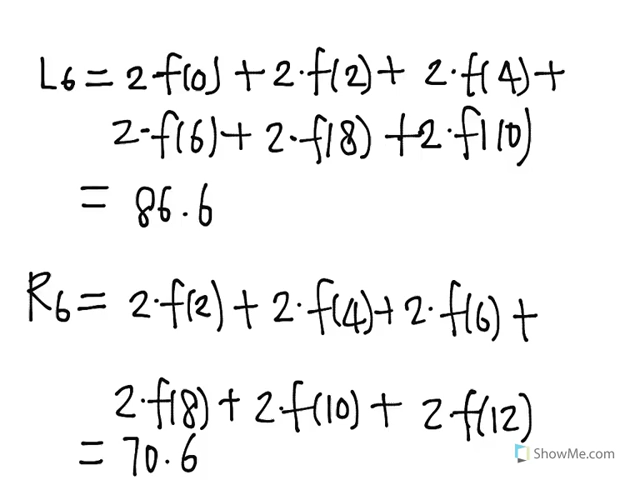 L6 = 2·f(0) + 2·f(2) + 2·f(4) +
2·f(6) + 2·f(8) + 2·f(10)
= 86.6
R6 = 2·f(2) + 2·f(4) + 2·f(6) +
2·f(8) + 2·f(10) + 2·f(12)
= 70.6
ShowMe.com